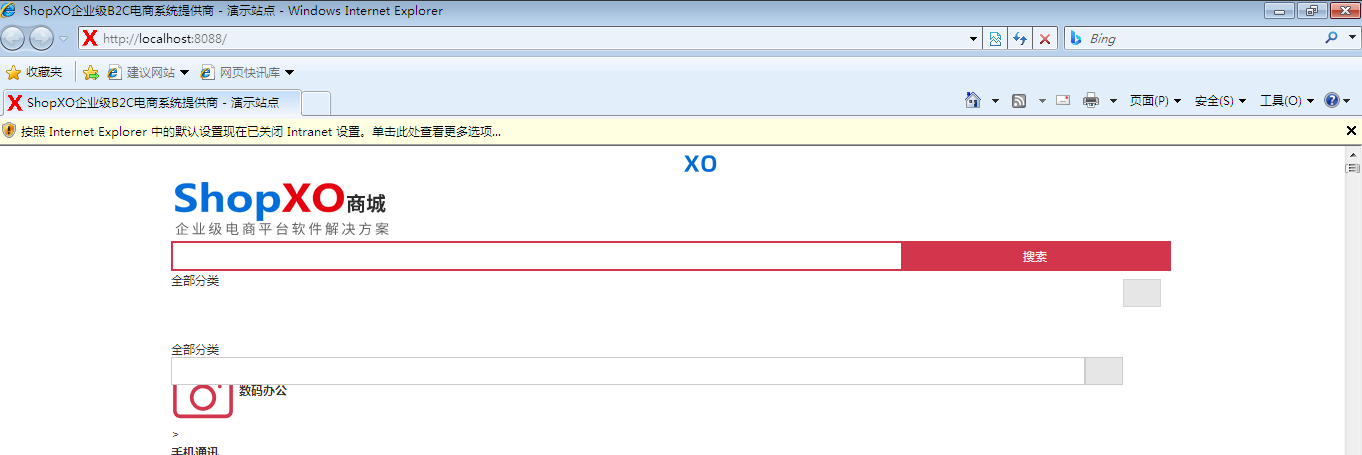 ShopXO企业级B2C电商系统提供商 - 演示站点 - Windows Internet Explorer
http://localhost:8088/
Bing
收藏夹 建议网站 网页快讯库
ShopXO企业级B2C电商系统提供商 - 演示站点
页面(P) 安全(S) 工具(O)
按照 Internet Explorer 中的默认设置现在已关闭 Intranet 设置。单击此处查看更多选项...
XO
ShopXO商城
企业级电商平台软件解决方案
搜索
全部分类
全部分类
数码办公
>
手机通讯